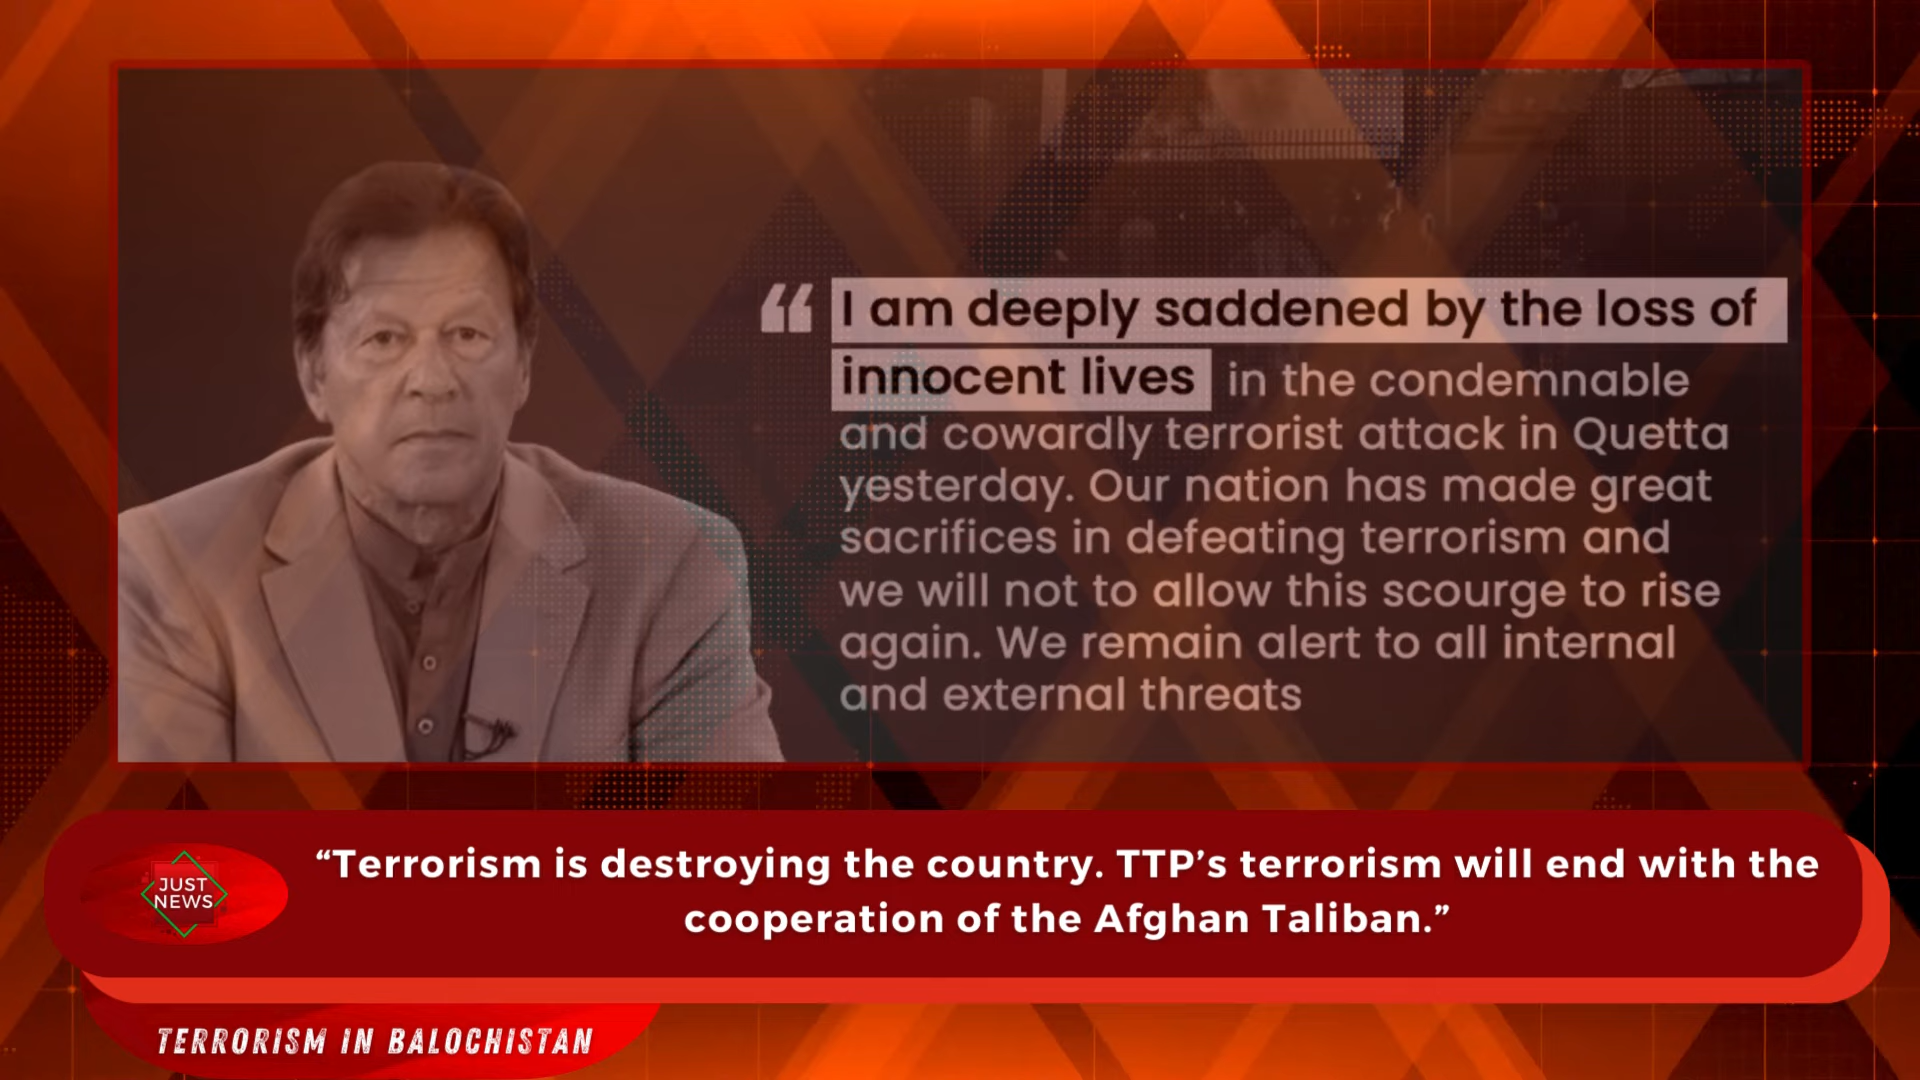 “ I am deeply saddened by the loss of
innocent lives in the condemnable
and cowardly terrorist attack in Quetta
yesterday. Our nation has made great
sacrifices in defeating terrorism and
we will not to allow this scourge to rise
again. We remain alert to all internal
and external threats
JUST
NEWS
“Terrorism is destroying the country. TTP’s terrorism will end with the
cooperation of the Afghan Taliban.”
TERRORISM IN BALOCHISTAN